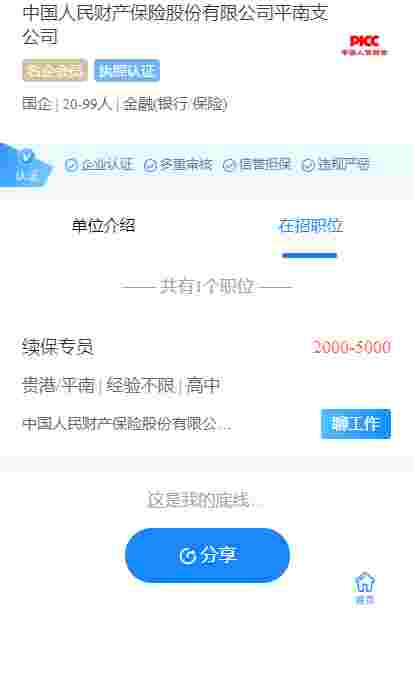 中国人民财产保险股份有限公司平南支
公司
PICC
中国人民财险
名企会员 执照认证
国企 | 20-99人 | 金融(银行/保险)
认证 企业认证 多重审核 信誉担保 违规严惩
单位介绍 在招职位
共有1个职位
续保专员 2000-5000
贵港/平南 | 经验不限 | 高中
中国人民财产保险股份有限公... 聊工作
这是我的底线...
分享
首页